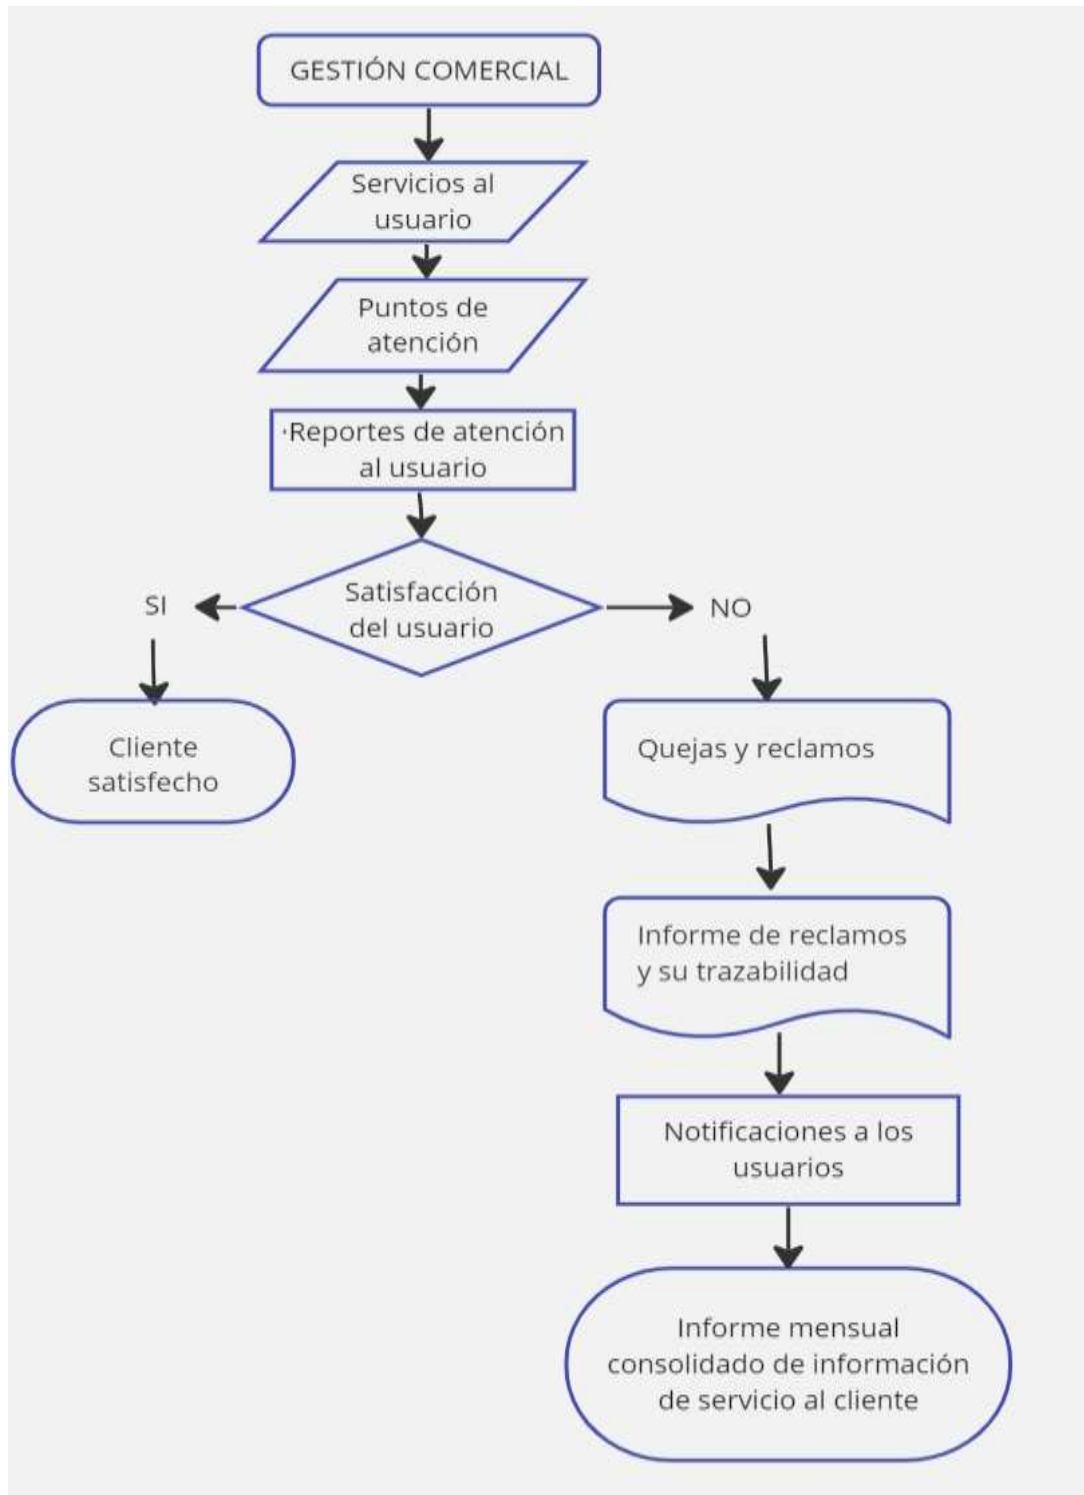 GESTIÓN COMERCIAL
Servicios al
usuario
Puntos de
atención
·Reportes de atención
al usuario
Satisfacción
del usuario
SI
NO
Cliente
satisfecho
Quejas y reclamos
Informe de reclamos
y su trazabilidad
Notificaciones a los
usuarios
Informe mensual
consolidado de información
de servicio al cliente